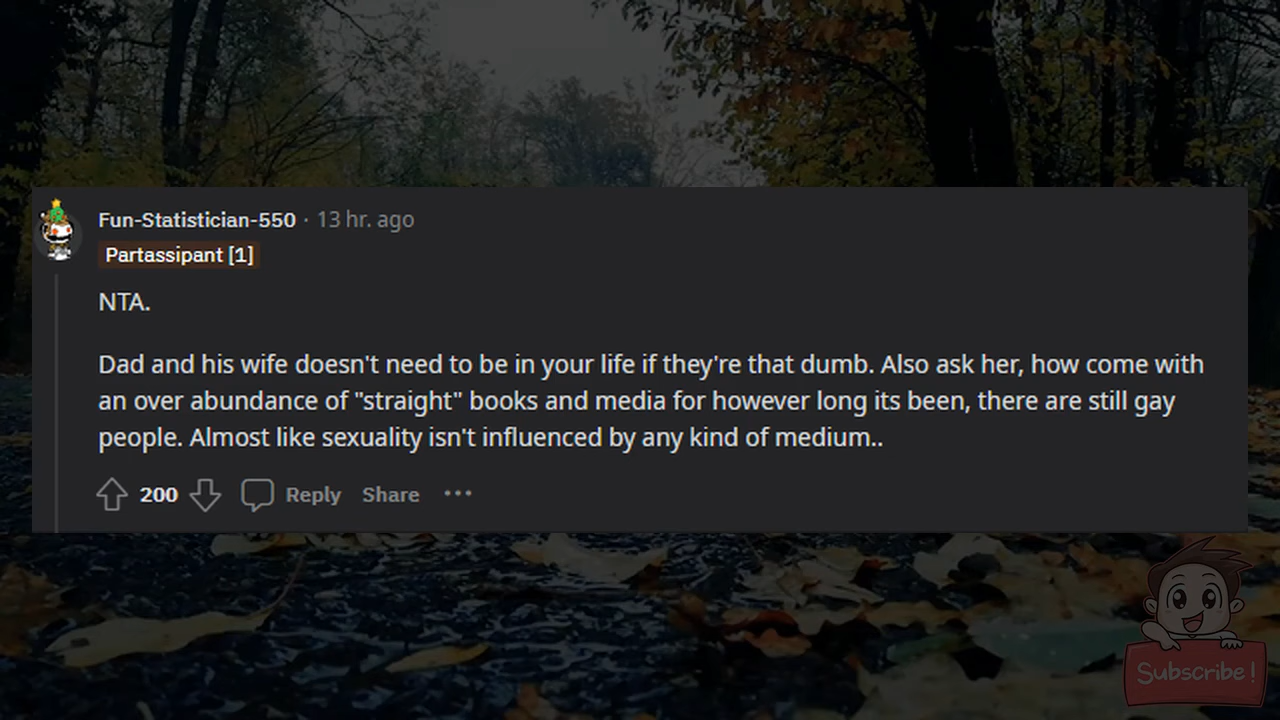 Fun-Statistician-550 · 13 hr. ago
Partassipant [1]
NTA.
Dad and his wife doesn't need to be in your life if they're that dumb. Also ask her, how come with
an over abundance of "straight" books and media for however long its been, there are still gay
people. Almost like sexuality isn't influenced by any kind of medium..
200 Reply Share ···
Subscribe!